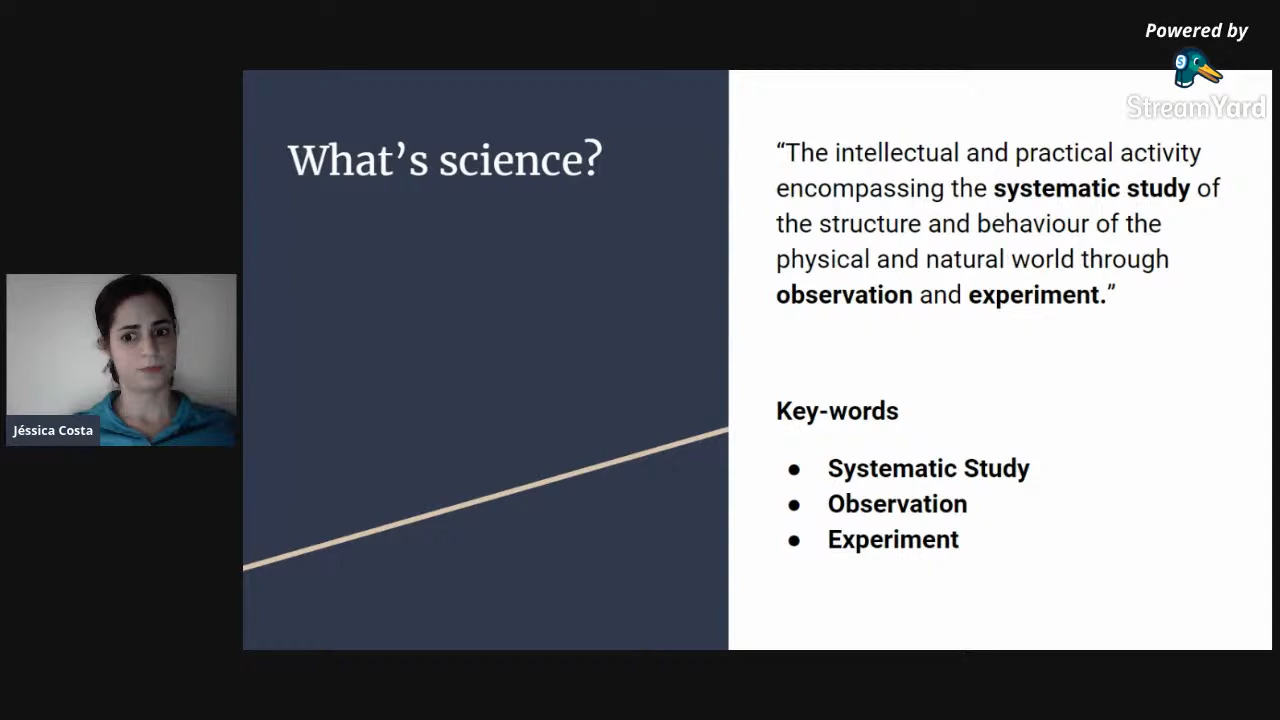 Powered by
StreamYard
What’s science?
“The intellectual and practical activity
encompassing the systematic study of
the structure and behaviour of the
physical and natural world through
observation and experiment.”
Key-words
● Systematic Study
● Observation
● Experiment
Jéssica Costa